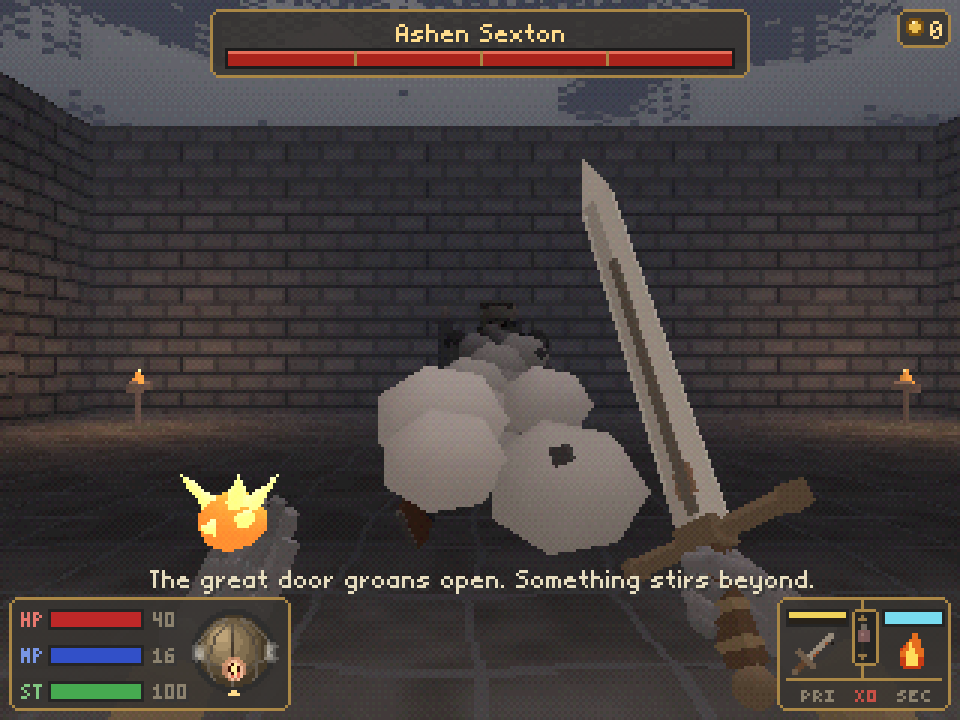 Ashen Sexton
0
The great door groans open. Something stirs beyond.
HP 40
MP 16
ST 100
PRI X0 SEC